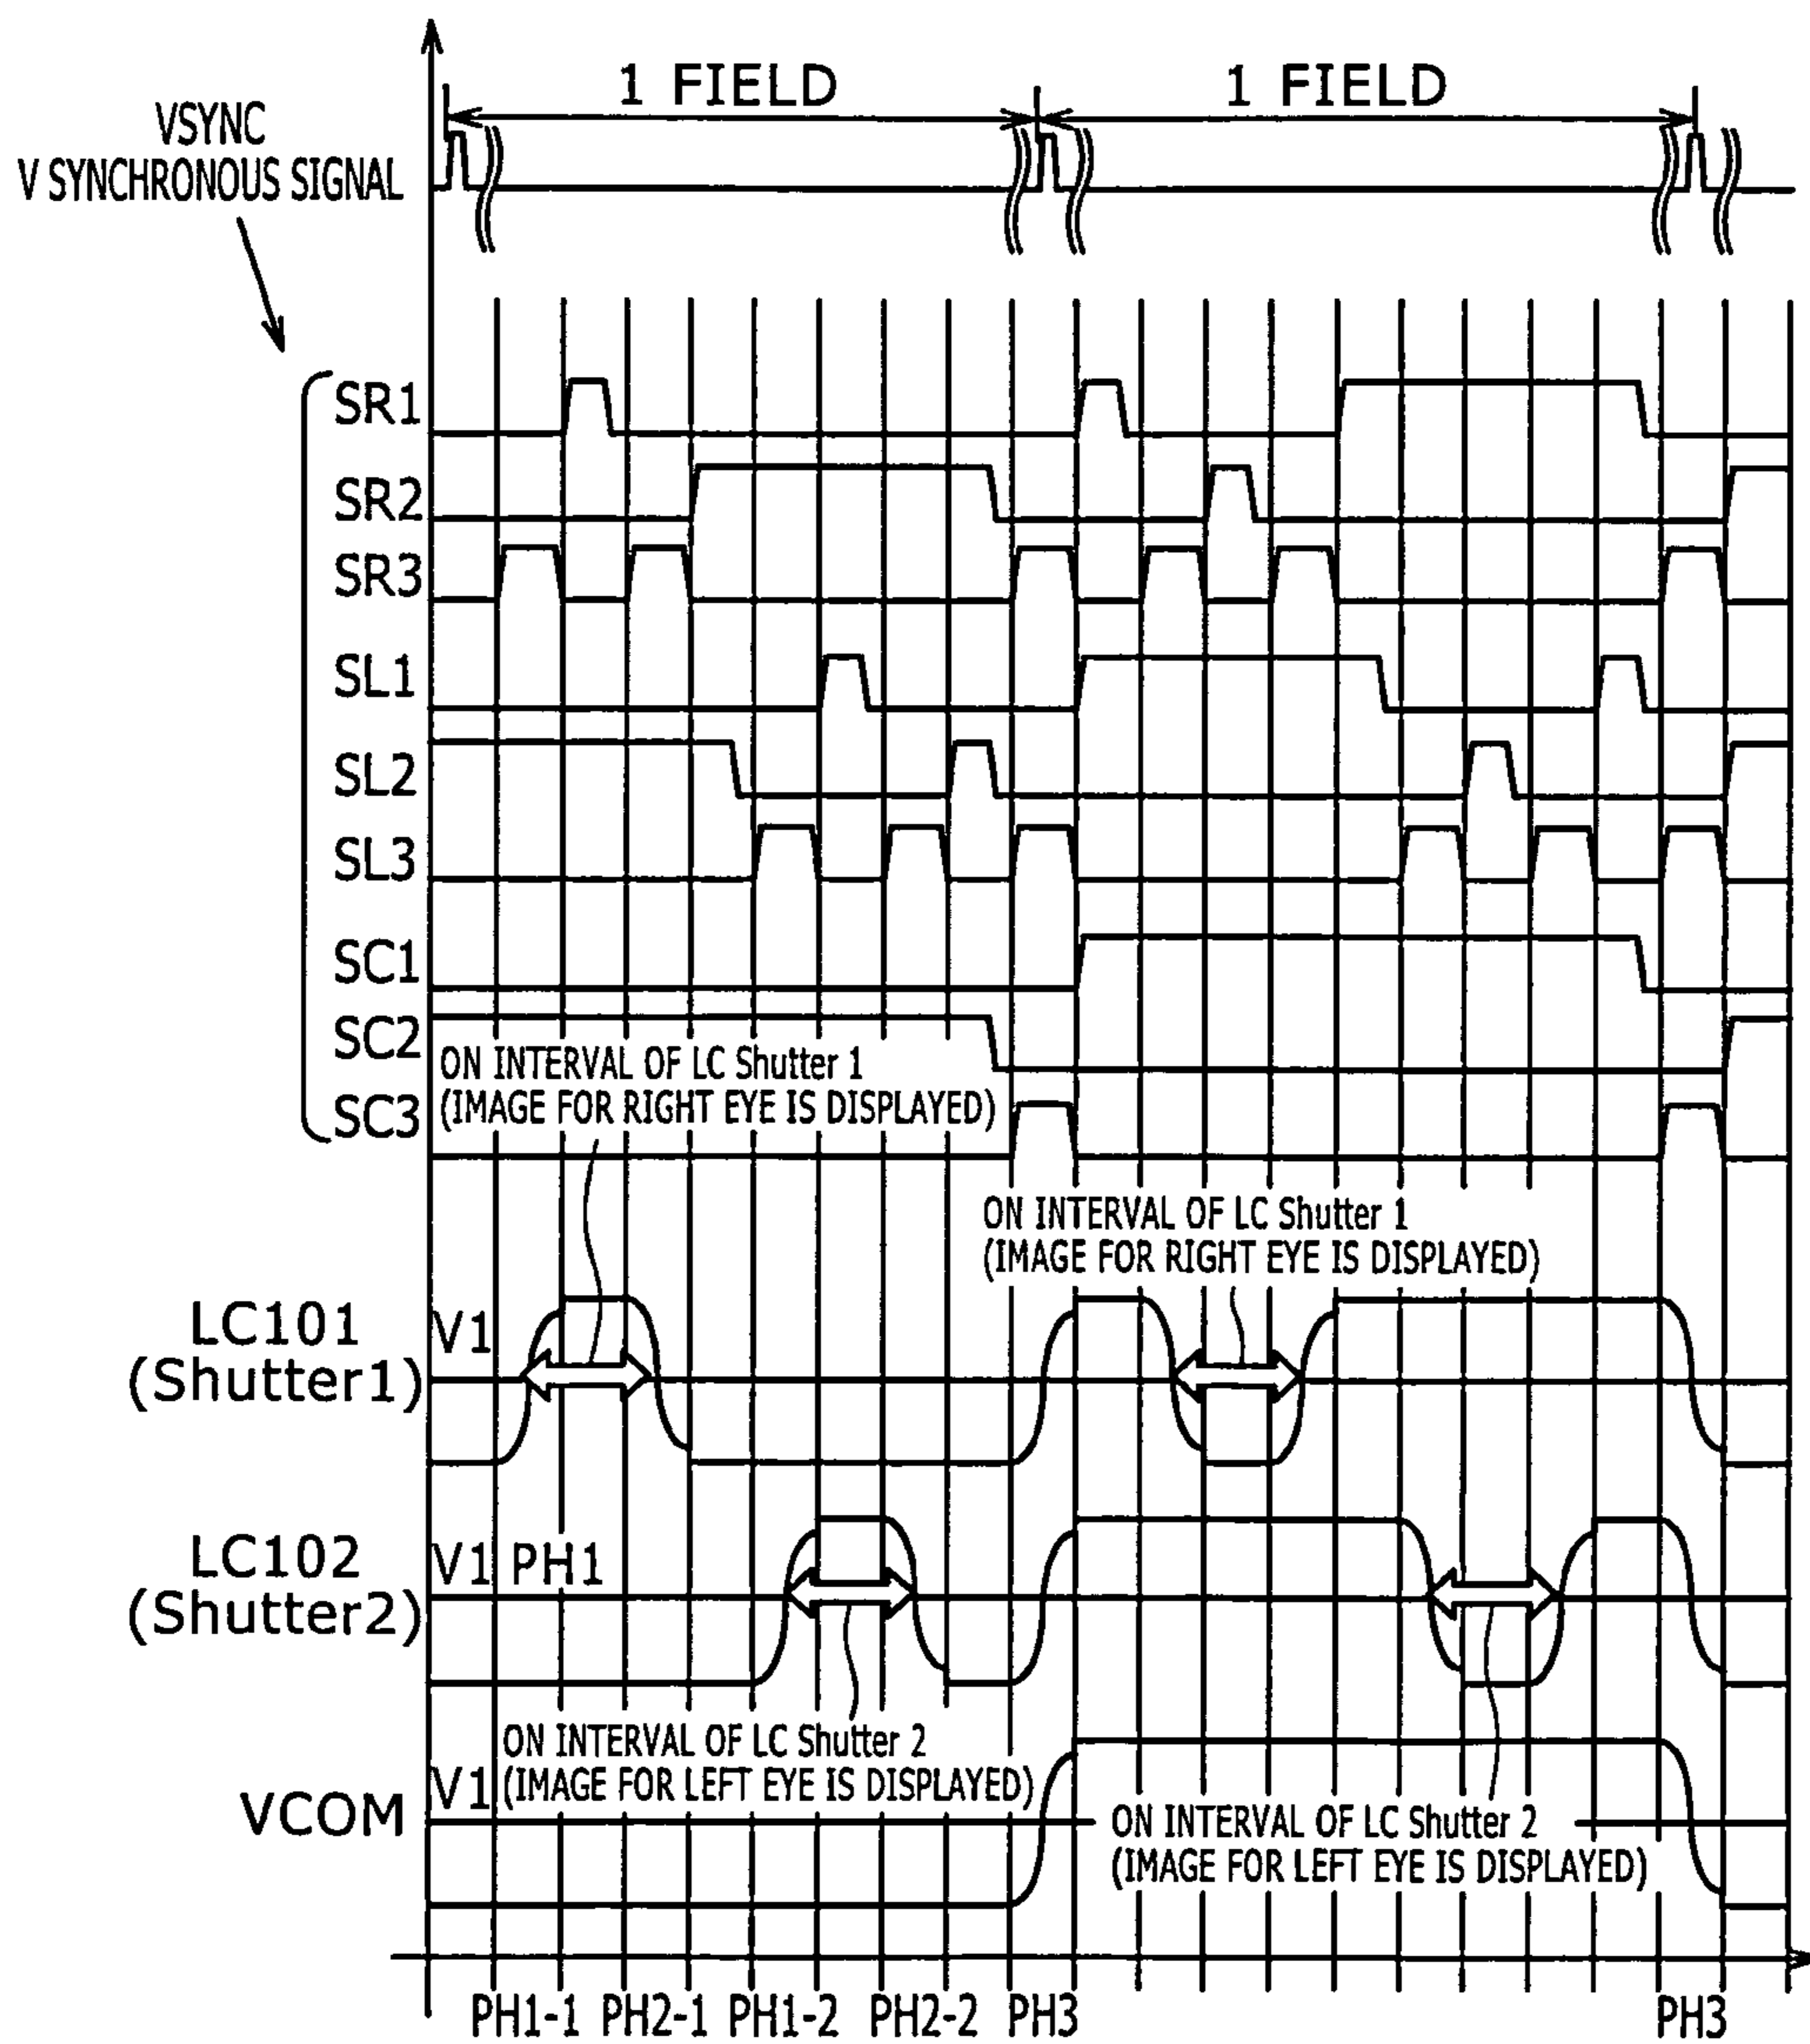 1 FIELD
1 FIELD
VSYNC
V SYNCHRONOUS SIGNAL
SR1
SR2
SR3
SL1
SL2
SL3
SC1
SC2
ON INTERVAL OF LC Shutter 1
(IMAGE FOR RIGHT EYE IS DISPLAYED)
SC3
ON INTERVAL OF LC Shutter 1
(IMAGE FOR RIGHT EYE IS DISPLAYED)
LC101
(Shutter1)
V1
LC102
(Shutter2)
V1 PH1
ON INTERVAL OF LC Shutter 2
(IMAGE FOR LEFT EYE IS DISPLAYED)
V1
VCOM
ON INTERVAL OF LC Shutter 2
(IMAGE FOR LEFT EYE IS DISPLAYED)
PH1-1 PH2-1 PH1-2 PH2-2 PH3 PH3